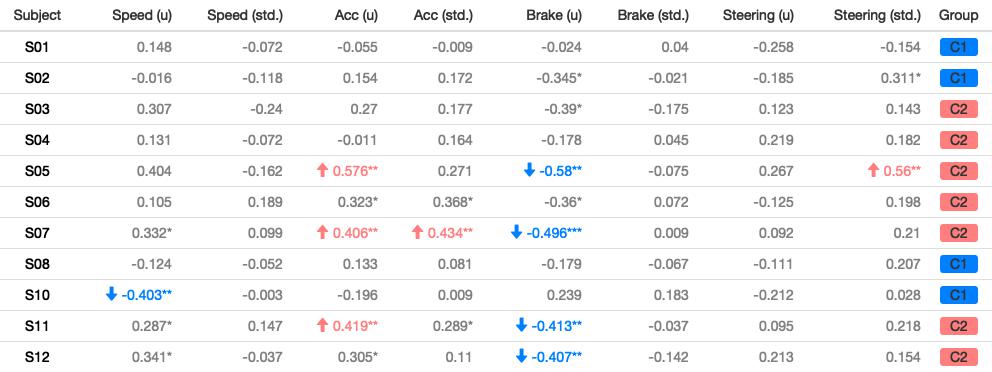 Subject Speed (u) Speed (std.) Acc (u) Acc (std.) Brake (u) Brake (std.) Steering (u) Steering (std.) Group
S01 0.148 -0.072 -0.055 -0.009 -0.024 0.04 -0.258 -0.154 C1
S02 -0.016 -0.118 0.154 0.172 -0.345* -0.021 -0.185 0.311* C1
S03 0.307 -0.24 0.27 0.177 -0.39* -0.175 0.123 0.143 C2
S04 0.131 -0.072 -0.011 0.164 -0.178 0.045 0.219 0.182 C2
S05 0.404 -0.162 0.576** 0.271 -0.58** -0.075 0.267 0.56** C2
S06 0.105 0.189 0.323* 0.368* -0.36* 0.072 -0.125 0.198 C2
S07 0.332* 0.099 0.406** 0.434** -0.496*** 0.009 0.092 0.21 C2
S08 -0.124 -0.052 0.133 0.081 -0.179 -0.067 -0.111 0.207 C1
S10 -0.403** -0.003 -0.196 0.009 0.239 0.183 -0.212 0.028 C1
S11 0.287* 0.147 0.419** 0.289* -0.413** -0.037 0.095 0.218 C2
S12 0.341* -0.037 0.305* 0.11 -0.407** -0.142 0.213 0.154 C2